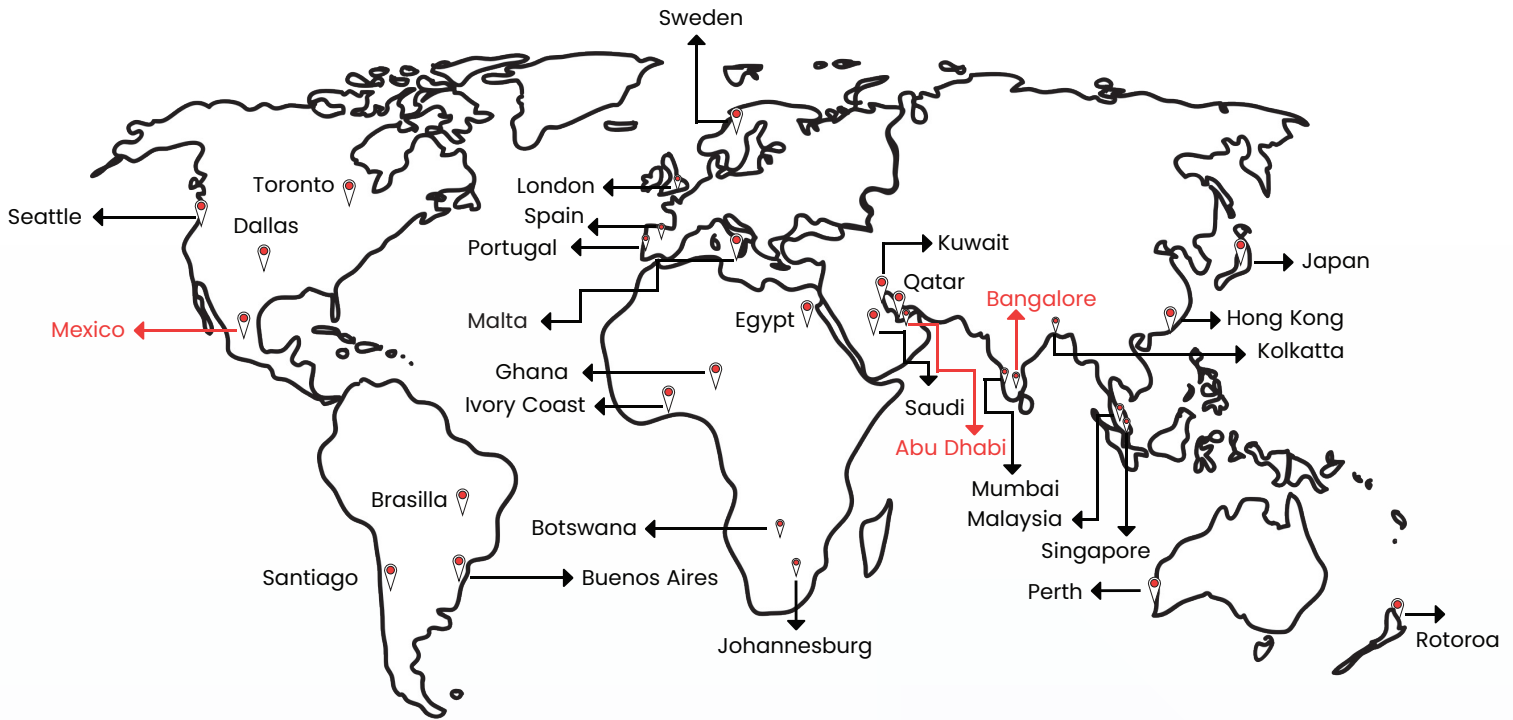 Sweden
Toronto
London
Seattle
Spain
Dallas
Portugal
Kuwait
Japan
Qatar
Bangalore
Malta
Egypt
Hong Kong
Mexico
Kolkatta
Ghana
Ivory Coast
Saudi
Abu Dhabi
Mumbai
Brasilla
Malaysia
Botswana
Singapore
Santiago
Buenos Aires
Perth
Rotoroa
Johannesburg